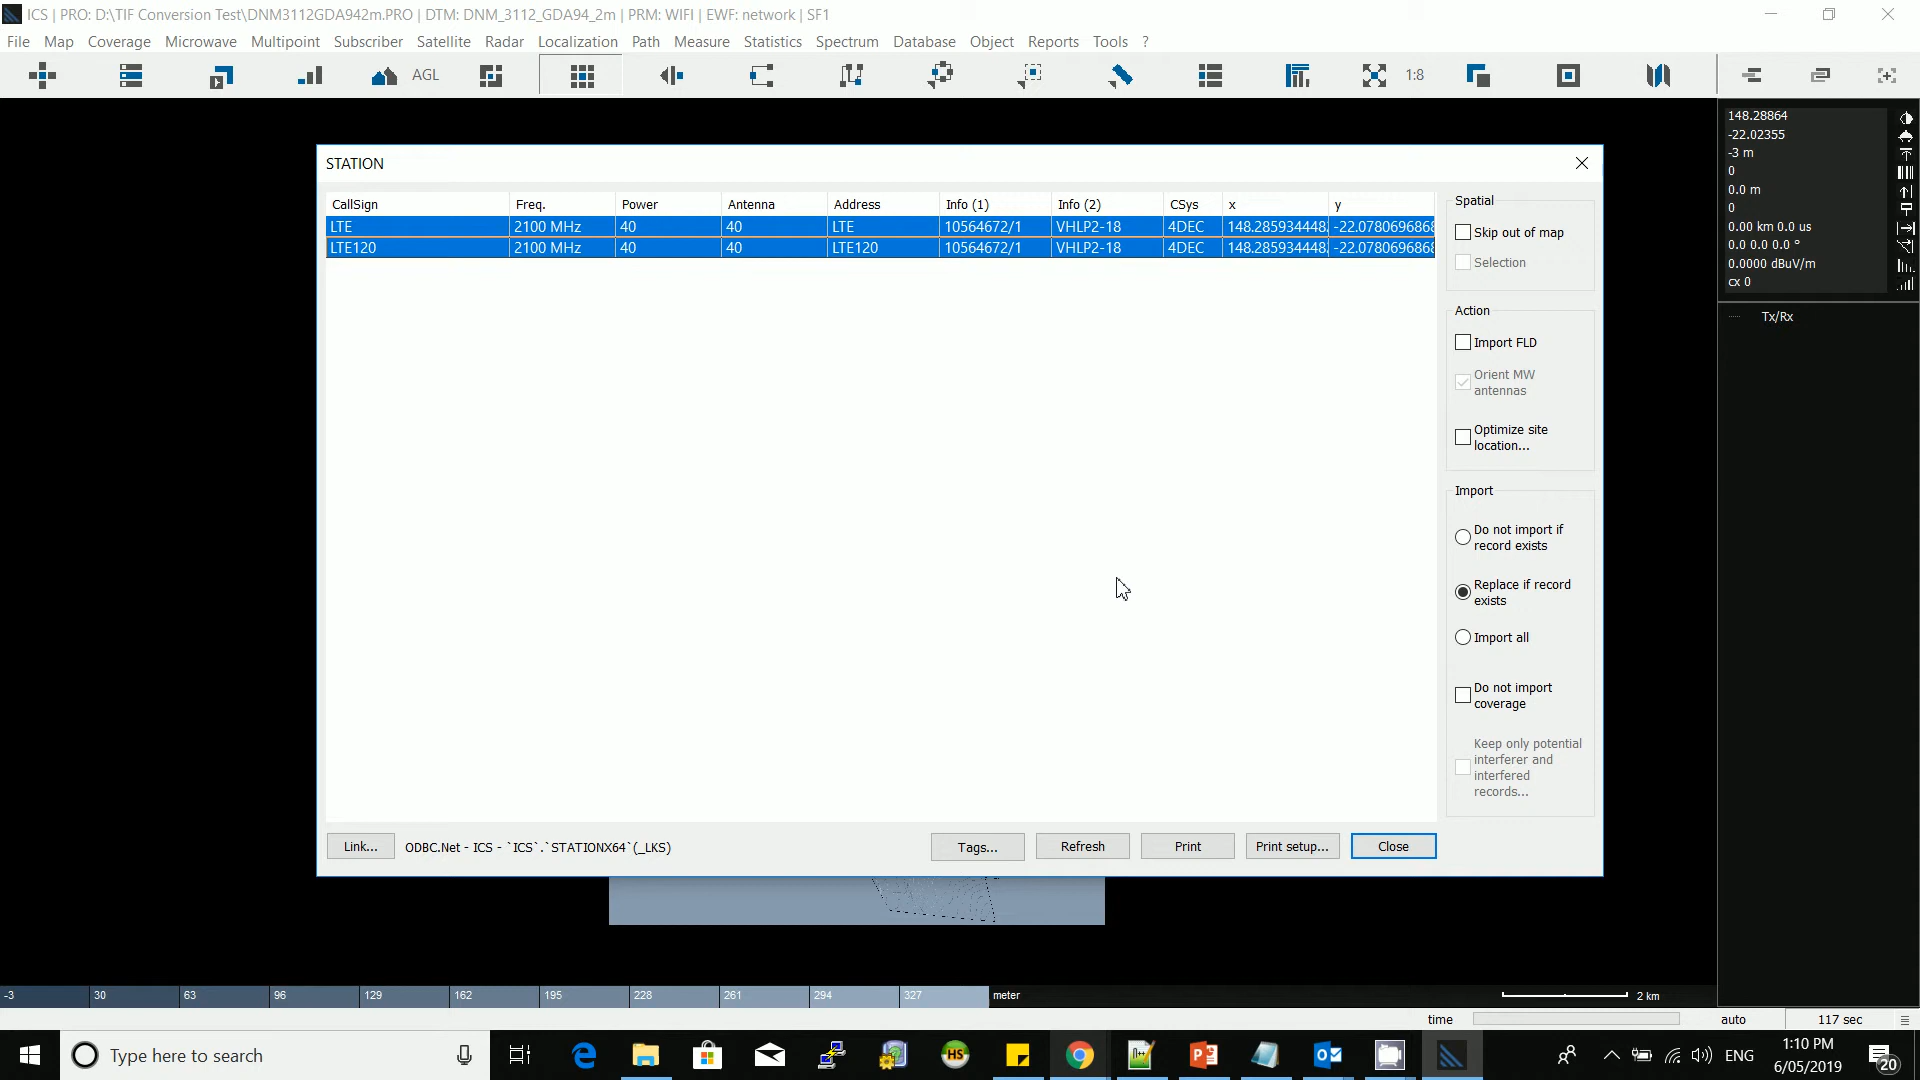 ICS | PRO: D:\TIF Conversion Test\DNM3112GDA942m.PRO | DTM: DNM_3112_GDA94_2m | PRM: WIFI | EWF: network | SF1
File Map Coverage Microwave Multipoint Subscriber Satellite Radar Localization Path Measure Statistics Spectrum Database Object Reports Tools ?
AGL 1:8
148.28864
-22.02355
-3 m
0
0.0 m
0
0.00 km 0.0 us
0.0 0.0 0.0 °
0.0000 dBuV/m
cx 0
Tx/Rx
STATION
CallSign Freq. Power Antenna Address Info (1) Info (2) CSys x y
LTE 2100 MHz 40 40 LTE 10564672/1 VHLP2-18 4DEC 148.2859344482 -22.0780696868
LTE120 2100 MHz 40 40 LTE120 10564672/1 VHLP2-18 4DEC 148.2859344482 -22.0780696868
Spatial
Skip out of map
Selection
Action
Import FLD
Orient MW
antennas
Optimize site
location...
Import
Do not import if
record exists
Replace if record
exists
Import all
Do not import
coverage
Keep only potential
interferer and
interfered
records...
Link... ODBC.Net - ICS - `ICS`.`STATIONX64`(_LKS) Tags... Refresh Print Print setup... Close
-3 30 63 96 129 162 195 228 261 294 327 meter 2 km
time auto 117 sec
Type here to search
HS
ENG
1:10 PM
6/05/2019
20